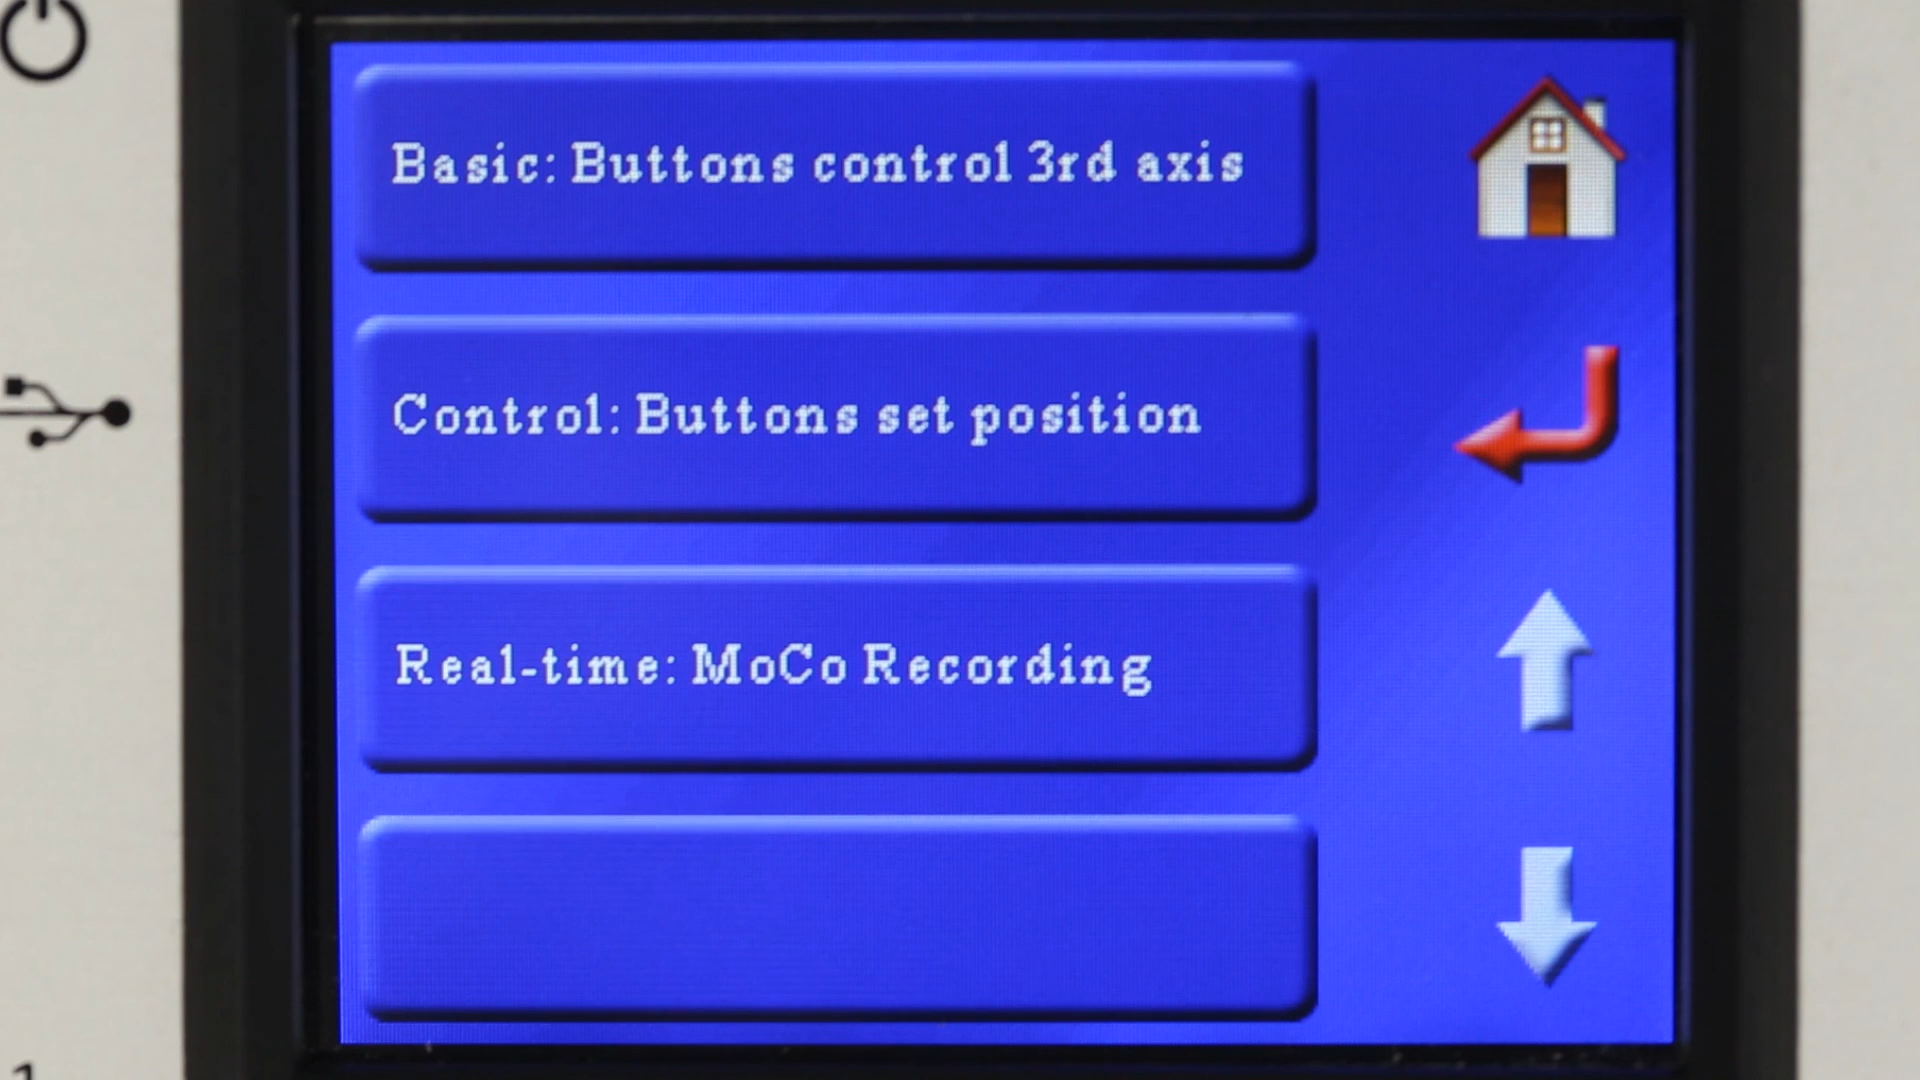 Basic: Buttons control 3rd axis
Control: Buttons set position
Real-time: MoCo Recording